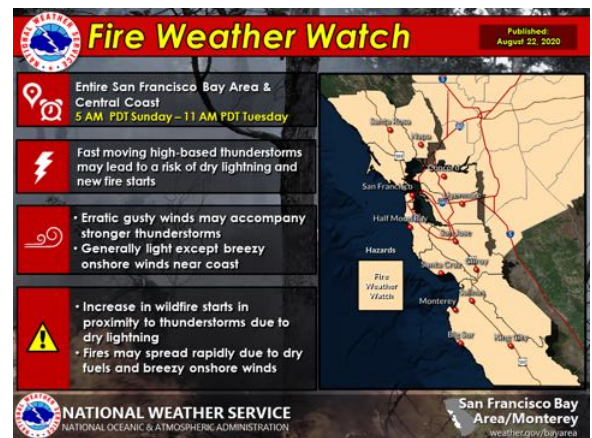 Fire Weather Watch
Published:
August 22, 2020
Entire San Francisco Bay Area &
Central Coast
5 AM PDT Sunday – 11 AM PDT Tuesday
Fast moving high-based thunderstorms
may lead to a risk of dry lightning and
new fire starts
• Erratic gusty winds may accompany
stronger thunderstorms
• Generally light except breezy
onshore winds near coast
• Increase in wildfire starts in
proximity to thunderstorms due to
dry lightning
• Fires may spread rapidly due to dry
fuels and breezy onshore winds
Santa Rosa
Napa
Concord
San Francisco
Livermore
Half Moon Bay
San Jose
Hazards
Santa Cruz
Gilroy
Fire
Weather
Watch
Salinas
Monterey
Big Sur
King City
NATIONAL WEATHER SERVICE
NATIONAL OCEANIC & ATMOSPHERIC ADMINISTRATION
San Francisco Bay
Area/Monterey
weather.gov/bayarea